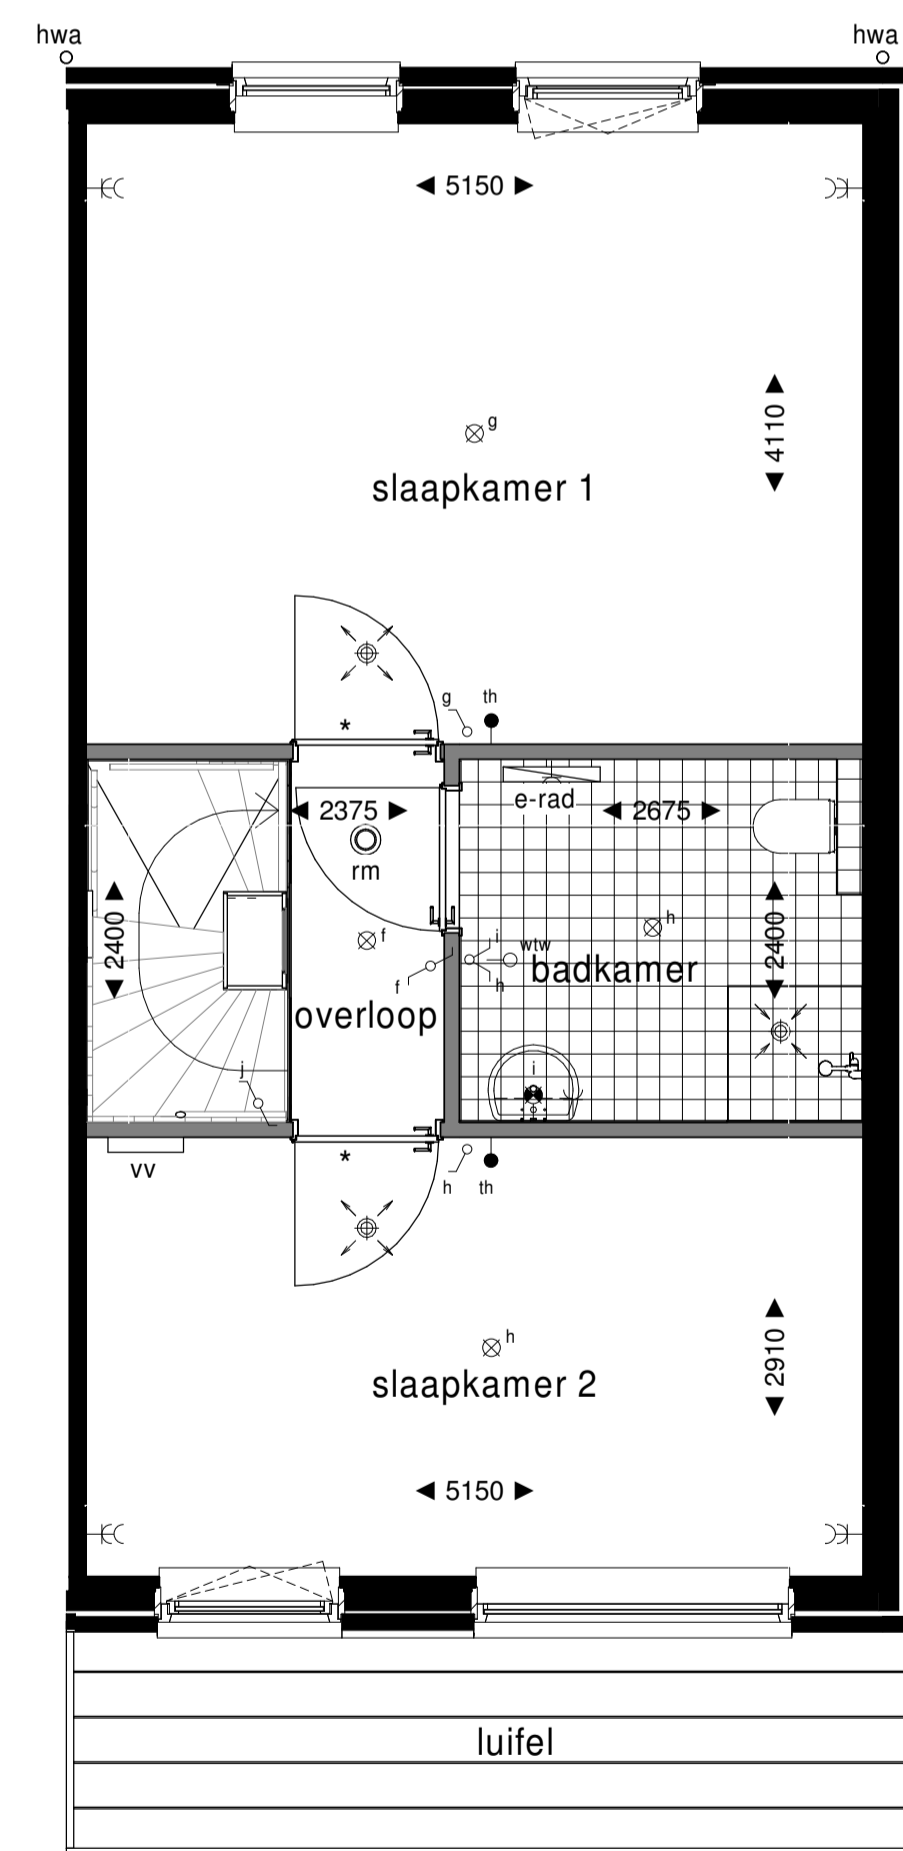 hwa hwa
5150
g
4110
slaapkamer 1
g th
*
e-rad
2375 2675
rm
2400 2400
h
f i wtw
badkamer
f h
overloop
j i
*
vv
h th
h
2910
slaapkamer 2
5150
luifel